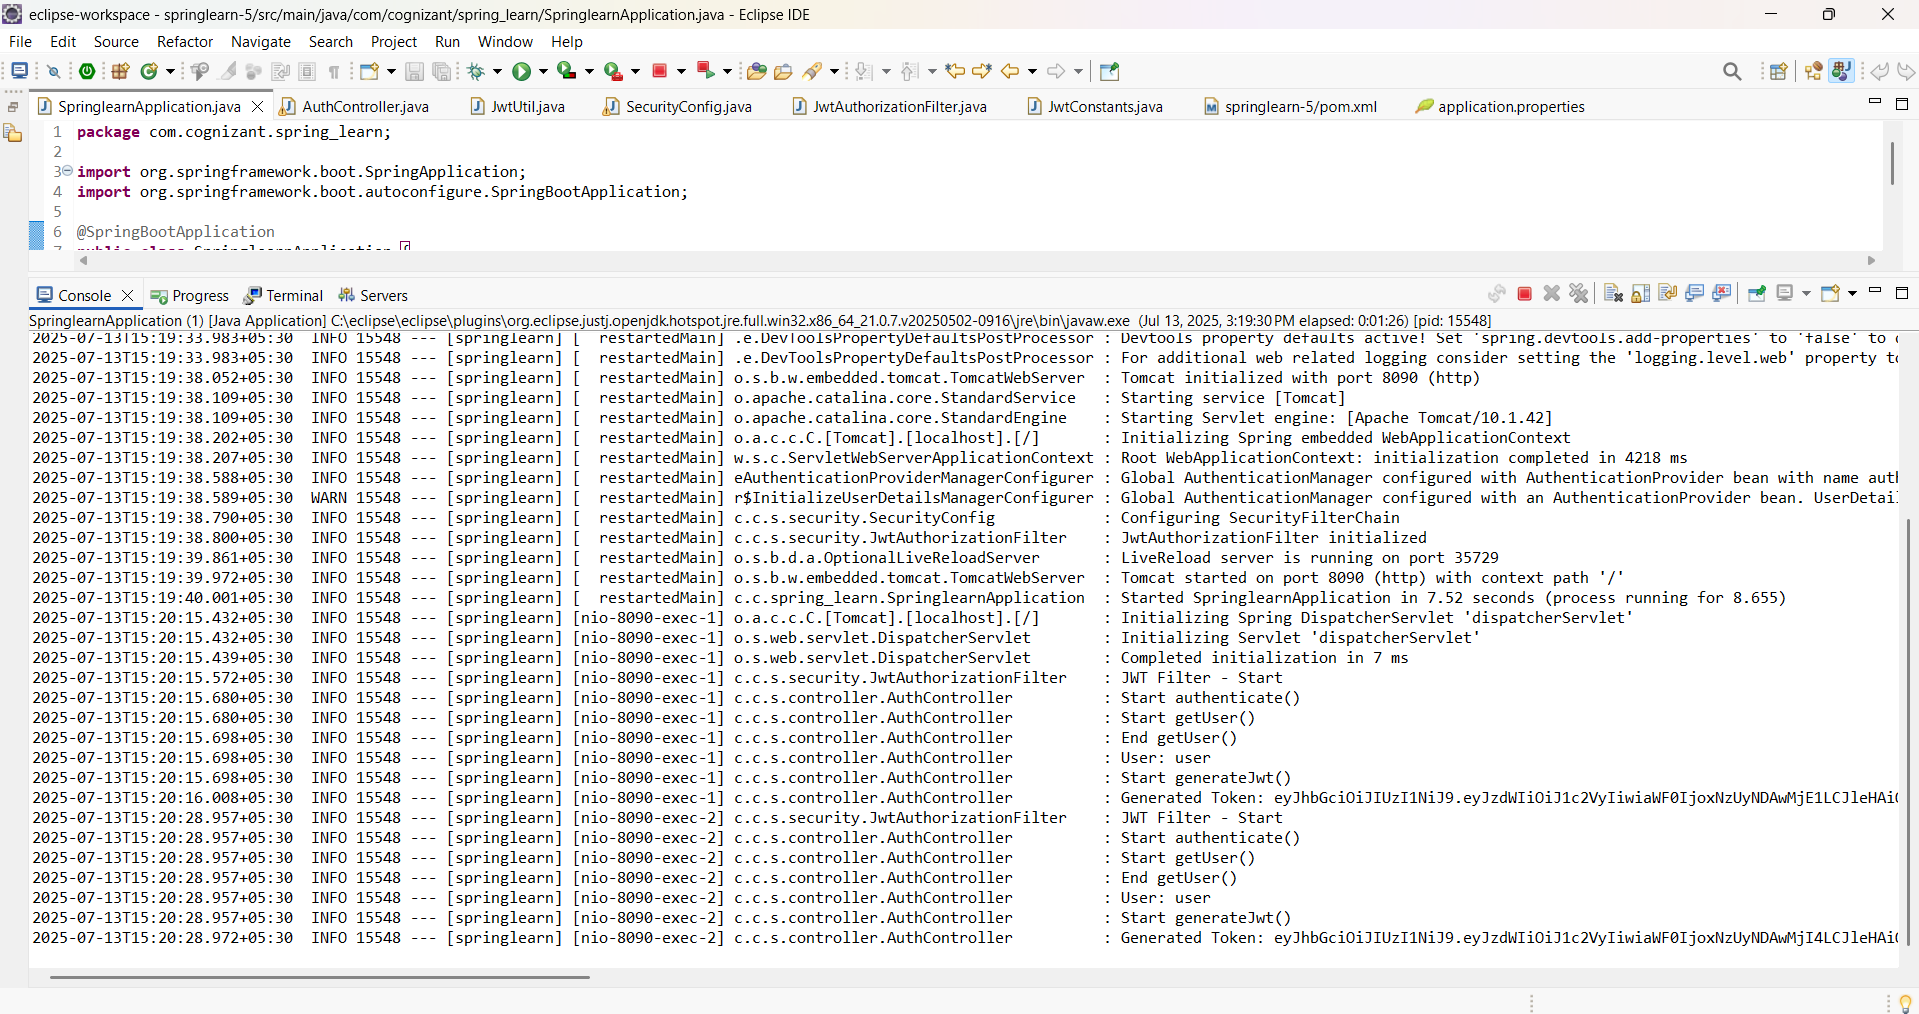 eclipse-workspace - springlearn-5/src/main/java/com/cognizant/spring_learn/SpringlearnApplication.java - Eclipse IDE
File Edit Source Refactor Navigate Search Project Run Window Help
SpringlearnApplication.java AuthController.java JwtUtil.java SecurityConfig.java JwtAuthorizationFilter.java JwtConstants.java springlearn-5/pom.xml application.properties
1 package com.cognizant.spring_learn;
2
3 import org.springframework.boot.SpringApplication;
4 import org.springframework.boot.autoconfigure.SpringBootApplication;
5
6 @SpringBootApplication
7 public class SpringlearnApplication {
Console Progress Terminal Servers
SpringlearnApplication (1) [Java Application] C:\eclipse\eclipse\plugins\org.eclipse.justj.openjdk.hotspot.jre.full.win32.x86_64_21.0.7.v20250502-0916\jre\bin\javaw.exe (Jul 13, 2025, 3:19:30 PM elapsed: 0:01:26) [pid: 15548]
2025-07-13T15:19:33.983+05:30 INFO 15548 --- [springlearn] [ restartedMain] .e.DevToolsPropertyDefaultsPostProcessor : Devtools property defaults active! Set 'spring.devtools.add-properties' to 'false' to
2025-07-13T15:19:33.983+05:30 INFO 15548 --- [springlearn] [ restartedMain] .e.DevToolsPropertyDefaultsPostProcessor : For additional web related logging consider setting the 'logging.level.web' property to
2025-07-13T15:19:38.052+05:30 INFO 15548 --- [springlearn] [ restartedMain] o.s.b.w.embedded.tomcat.TomcatWebServer : Tomcat initialized with port 8090 (http)
2025-07-13T15:19:38.109+05:30 INFO 15548 --- [springlearn] [ restartedMain] o.apache.catalina.core.StandardService : Starting service [Tomcat]
2025-07-13T15:19:38.109+05:30 INFO 15548 --- [springlearn] [ restartedMain] o.apache.catalina.core.StandardEngine : Starting Servlet engine: [Apache Tomcat/10.1.42]
2025-07-13T15:19:38.202+05:30 INFO 15548 --- [springlearn] [ restartedMain] o.a.c.c.C.[Tomcat].[localhost].[/] : Initializing Spring embedded WebApplicationContext
2025-07-13T15:19:38.207+05:30 INFO 15548 --- [springlearn] [ restartedMain] w.s.c.ServletWebServerApplicationContext : Root WebApplicationContext: initialization completed in 4218 ms
2025-07-13T15:19:38.588+05:30 INFO 15548 --- [springlearn] [ restartedMain] eAuthenticationProviderManagerConfigurer : Global AuthenticationManager configured with AuthenticationProvider bean with name aut
2025-07-13T15:19:38.589+05:30 WARN 15548 --- [springlearn] [ restartedMain] r$InitializeUserDetailsManagerConfigurer : Global AuthenticationManager configured with an AuthenticationProvider bean. UserDetai
2025-07-13T15:19:38.790+05:30 INFO 15548 --- [springlearn] [ restartedMain] c.c.s.security.SecurityConfig : Configuring SecurityFilterChain
2025-07-13T15:19:38.800+05:30 INFO 15548 --- [springlearn] [ restartedMain] c.c.s.security.JwtAuthorizationFilter : JwtAuthorizationFilter initialized
2025-07-13T15:19:39.861+05:30 INFO 15548 --- [springlearn] [ restartedMain] o.s.b.d.a.OptionalLiveReloadServer : LiveReload server is running on port 35729
2025-07-13T15:19:39.972+05:30 INFO 15548 --- [springlearn] [ restartedMain] o.s.b.w.embedded.tomcat.TomcatWebServer : Tomcat started on port 8090 (http) with context path '/'
2025-07-13T15:19:40.001+05:30 INFO 15548 --- [springlearn] [ restartedMain] c.c.spring_learn.SpringlearnApplication : Started SpringlearnApplication in 7.52 seconds (process running for 8.655)
2025-07-13T15:20:15.432+05:30 INFO 15548 --- [springlearn] [nio-8090-exec-1] o.a.c.c.C.[Tomcat].[localhost].[/] : Initializing Spring DispatcherServlet 'dispatcherServlet'
2025-07-13T15:20:15.432+05:30 INFO 15548 --- [springlearn] [nio-8090-exec-1] o.s.web.servlet.DispatcherServlet : Initializing Servlet 'dispatcherServlet'
2025-07-13T15:20:15.439+05:30 INFO 15548 --- [springlearn] [nio-8090-exec-1] o.s.web.servlet.DispatcherServlet : Completed initialization in 7 ms
2025-07-13T15:20:15.572+05:30 INFO 15548 --- [springlearn] [nio-8090-exec-1] c.c.s.security.JwtAuthorizationFilter : JWT Filter - Start
2025-07-13T15:20:15.680+05:30 INFO 15548 --- [springlearn] [nio-8090-exec-1] c.c.s.controller.AuthController : Start authenticate()
2025-07-13T15:20:15.680+05:30 INFO 15548 --- [springlearn] [nio-8090-exec-1] c.c.s.controller.AuthController : Start getUser()
2025-07-13T15:20:15.698+05:30 INFO 15548 --- [springlearn] [nio-8090-exec-1] c.c.s.controller.AuthController : End getUser()
2025-07-13T15:20:15.698+05:30 INFO 15548 --- [springlearn] [nio-8090-exec-1] c.c.s.controller.AuthController : User: user
2025-07-13T15:20:15.698+05:30 INFO 15548 --- [springlearn] [nio-8090-exec-1] c.c.s.controller.AuthController : Start generateJwt()
2025-07-13T15:20:16.008+05:30 INFO 15548 --- [springlearn] [nio-8090-exec-1] c.c.s.controller.AuthController : Generated Token: eyJhbGciOiJIUzI1NiJ9.eyJzdWIiOiJ1c2VyIiwiaWF0IjoxNzUyNDAwMjE1LCJleHAi
2025-07-13T15:20:28.957+05:30 INFO 15548 --- [springlearn] [nio-8090-exec-2] c.c.s.security.JwtAuthorizationFilter : JWT Filter - Start
2025-07-13T15:20:28.957+05:30 INFO 15548 --- [springlearn] [nio-8090-exec-2] c.c.s.controller.AuthController : Start authenticate()
2025-07-13T15:20:28.957+05:30 INFO 15548 --- [springlearn] [nio-8090-exec-2] c.c.s.controller.AuthController : Start getUser()
2025-07-13T15:20:28.957+05:30 INFO 15548 --- [springlearn] [nio-8090-exec-2] c.c.s.controller.AuthController : End getUser()
2025-07-13T15:20:28.957+05:30 INFO 15548 --- [springlearn] [nio-8090-exec-2] c.c.s.controller.AuthController : User: user
2025-07-13T15:20:28.957+05:30 INFO 15548 --- [springlearn] [nio-8090-exec-2] c.c.s.controller.AuthController : Start generateJwt()
2025-07-13T15:20:28.972+05:30 INFO 15548 --- [springlearn] [nio-8090-exec-2] c.c.s.controller.AuthController : Generated Token: eyJhbGciOiJIUzI1NiJ9.eyJzdWIiOiJ1c2VyIiwiaWF0IjoxNzUyNDAwMjI4LCJleHAi